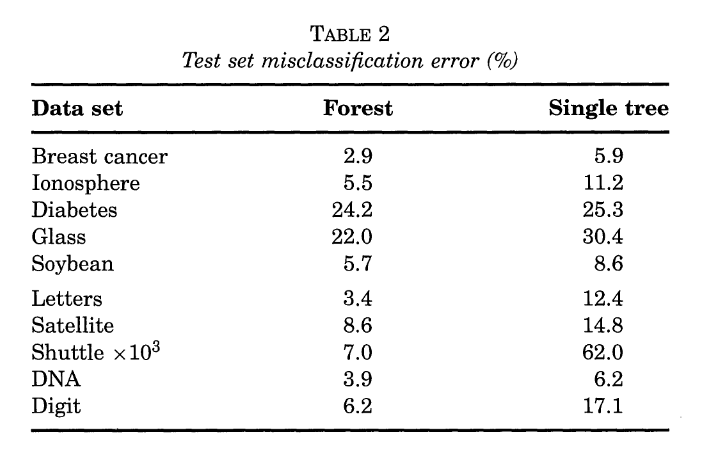 TABLE 2
Test set misclassification error (%)
Data set Forest Single tree
Breast cancer 2.9 5.9
Ionosphere 5.5 11.2
Diabetes 24.2 25.3
Glass 22.0 30.4
Soybean 5.7 8.6
Letters 3.4 12.4
Satellite 8.6 14.8
Shuttle ×10³ 7.0 62.0
DNA 3.9 6.2
Digit 6.2 17.1